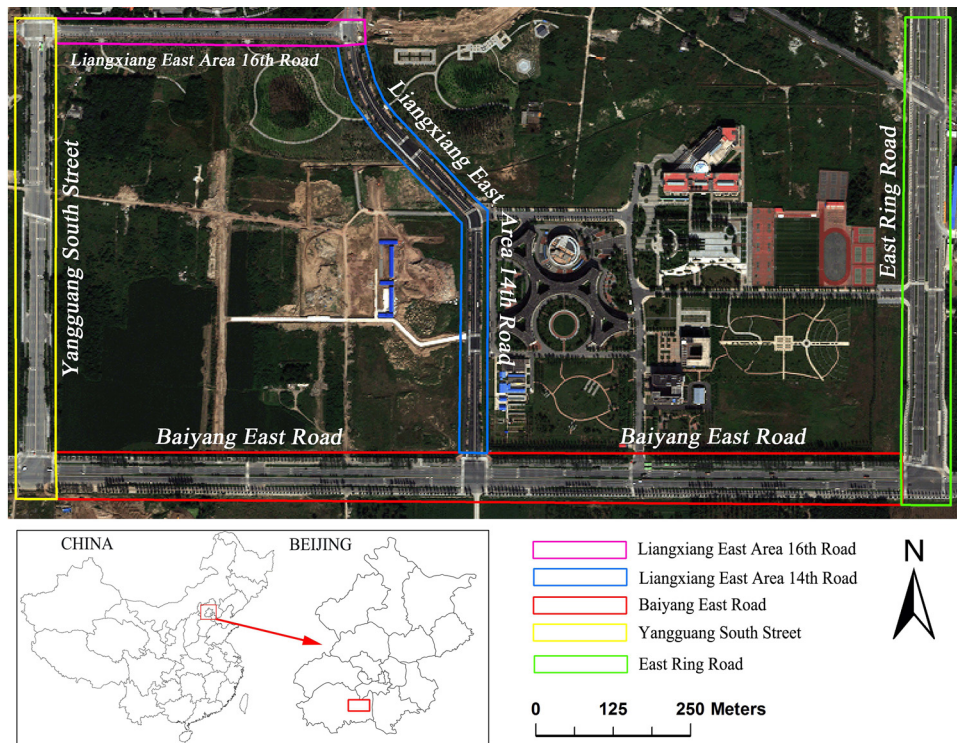 Liangxiang East Area 16th Road
Liangxiang East Area 14th Road
Yangguang South Street
East Ring Road
Baiyang East Road
Baiyang East Road
CHINA
BEIJING
Liangxiang East Area 16th Road
Liangxiang East Area 14th Road
Baiyang East Road
Yangguang South Street
East Ring Road
N
0 125 250 Meters